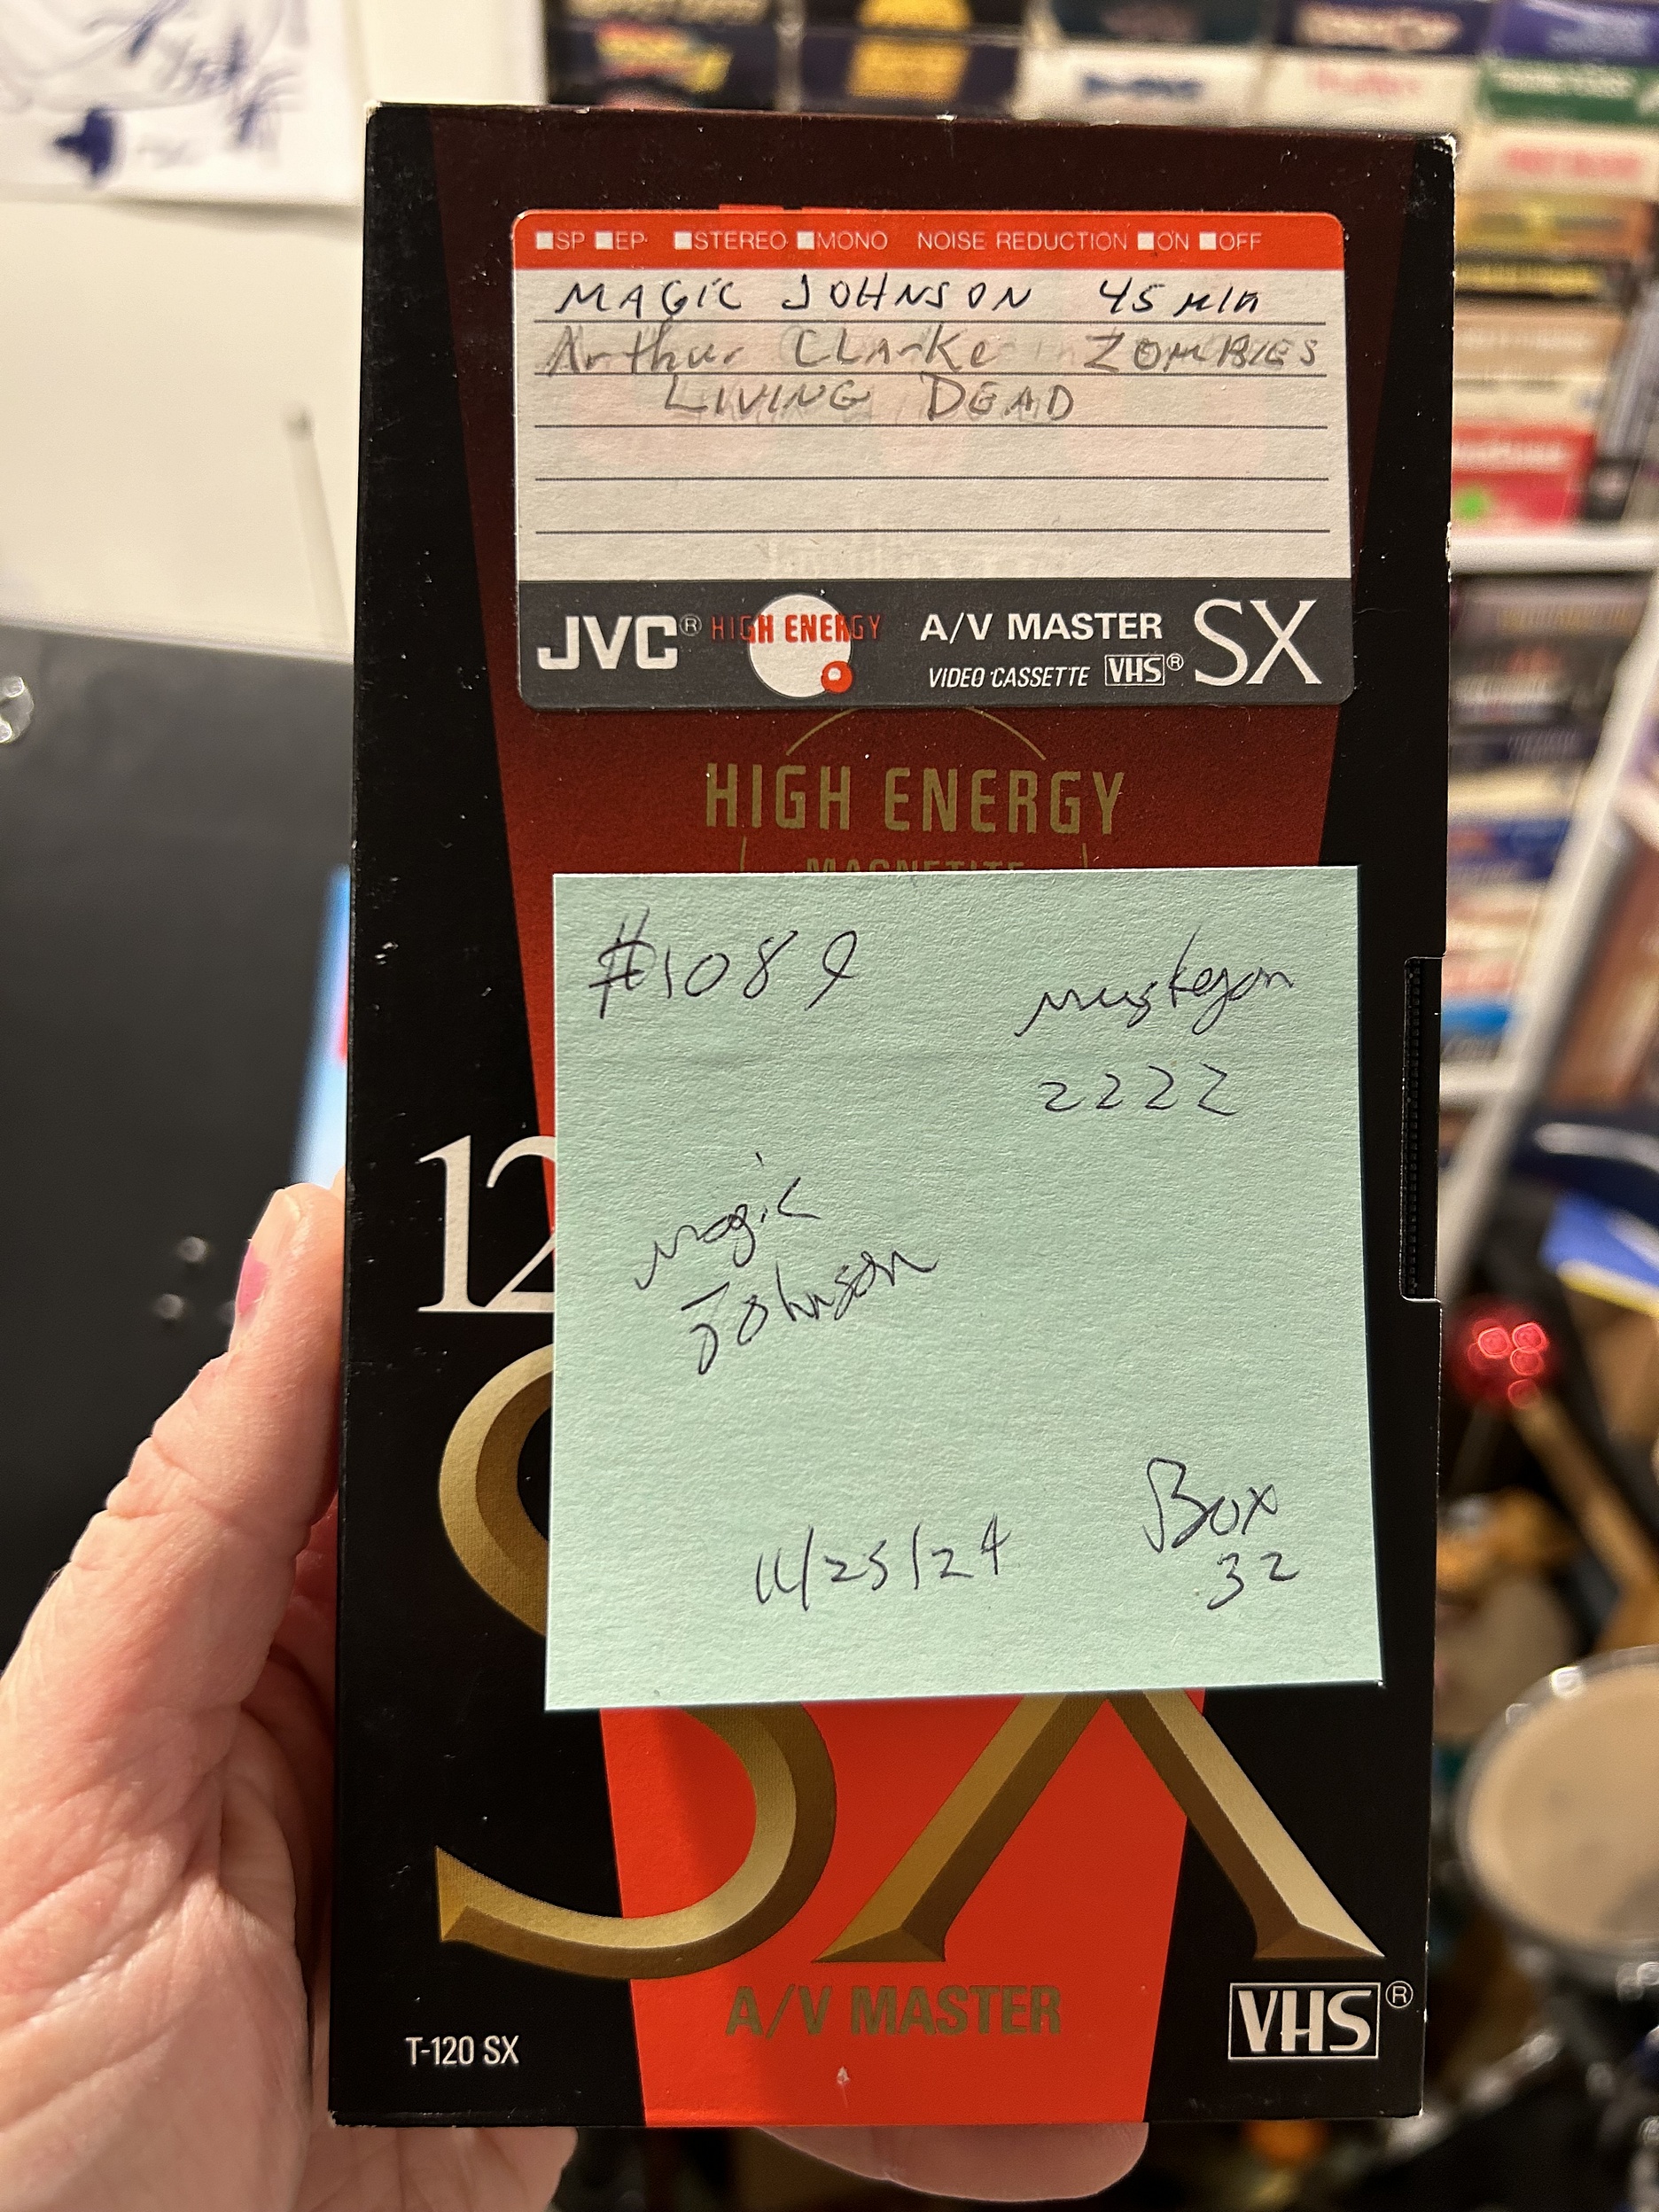 SP EP STEREO MONO NOISE REDUCTION ON OFF
MAGIC JOHNSON 45 MIN
Arthur Clarke ZOMBIES
LIVING DEAD
JVC® HIGH ENERGY A/V MASTER SX
VIDEO CASSETTE VHS®
HIGH ENERGY
MAGNETITE
#1089
Muskegon
2222
12
Magic
Johnson
Box
32
11/25/24
SX
A/V MASTER
T-120 SX
VHS®